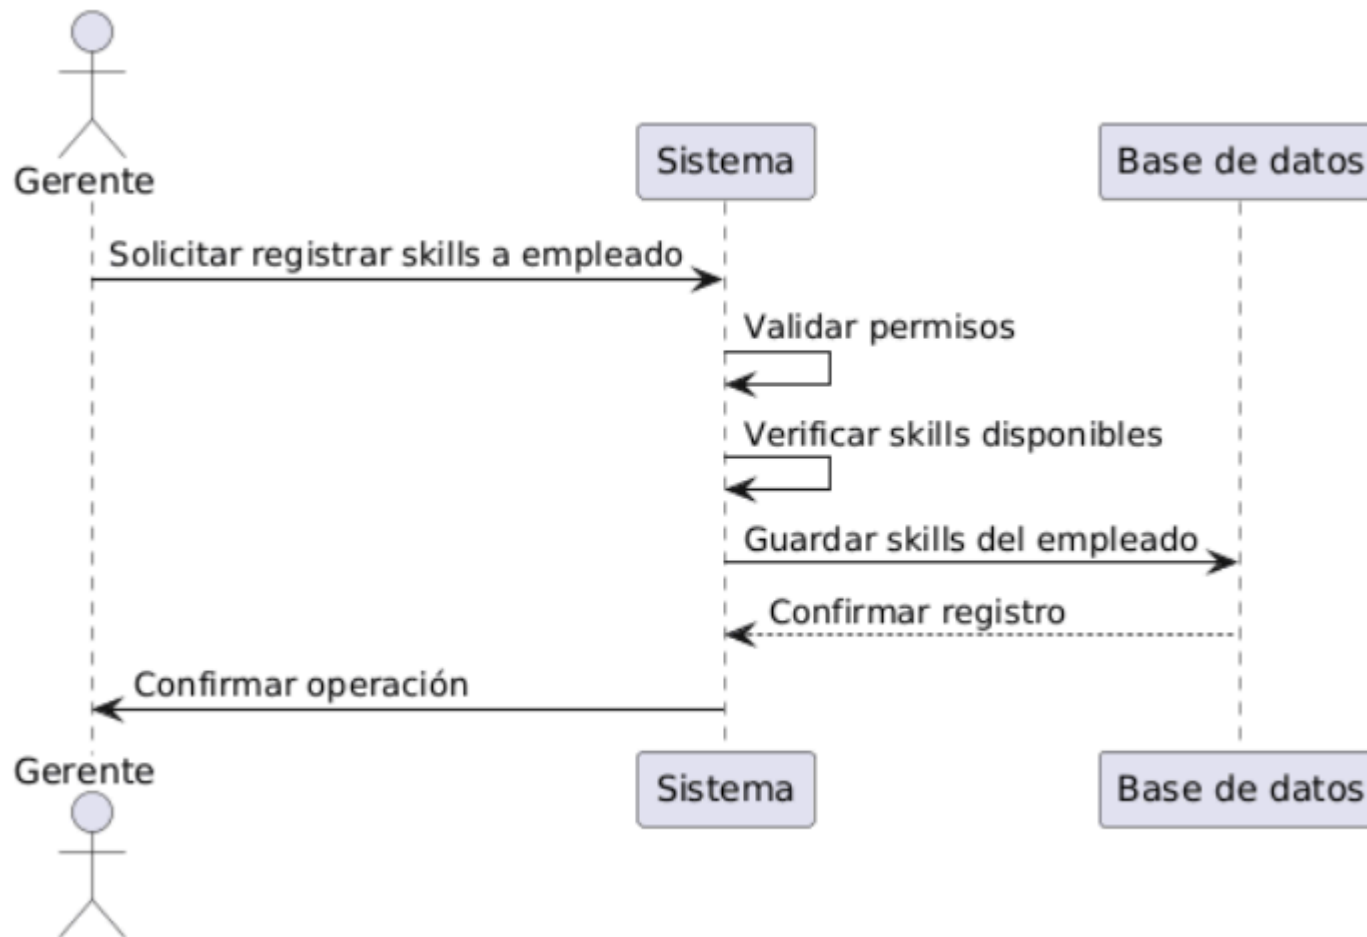 Gerente
Sistema
Base de datos
Solicitar registrar skills a empleado
Validar permisos
Verificar skills disponibles
Guardar skills del empleado
Confirmar registro
Confirmar operación
Gerente
Sistema
Base de datos